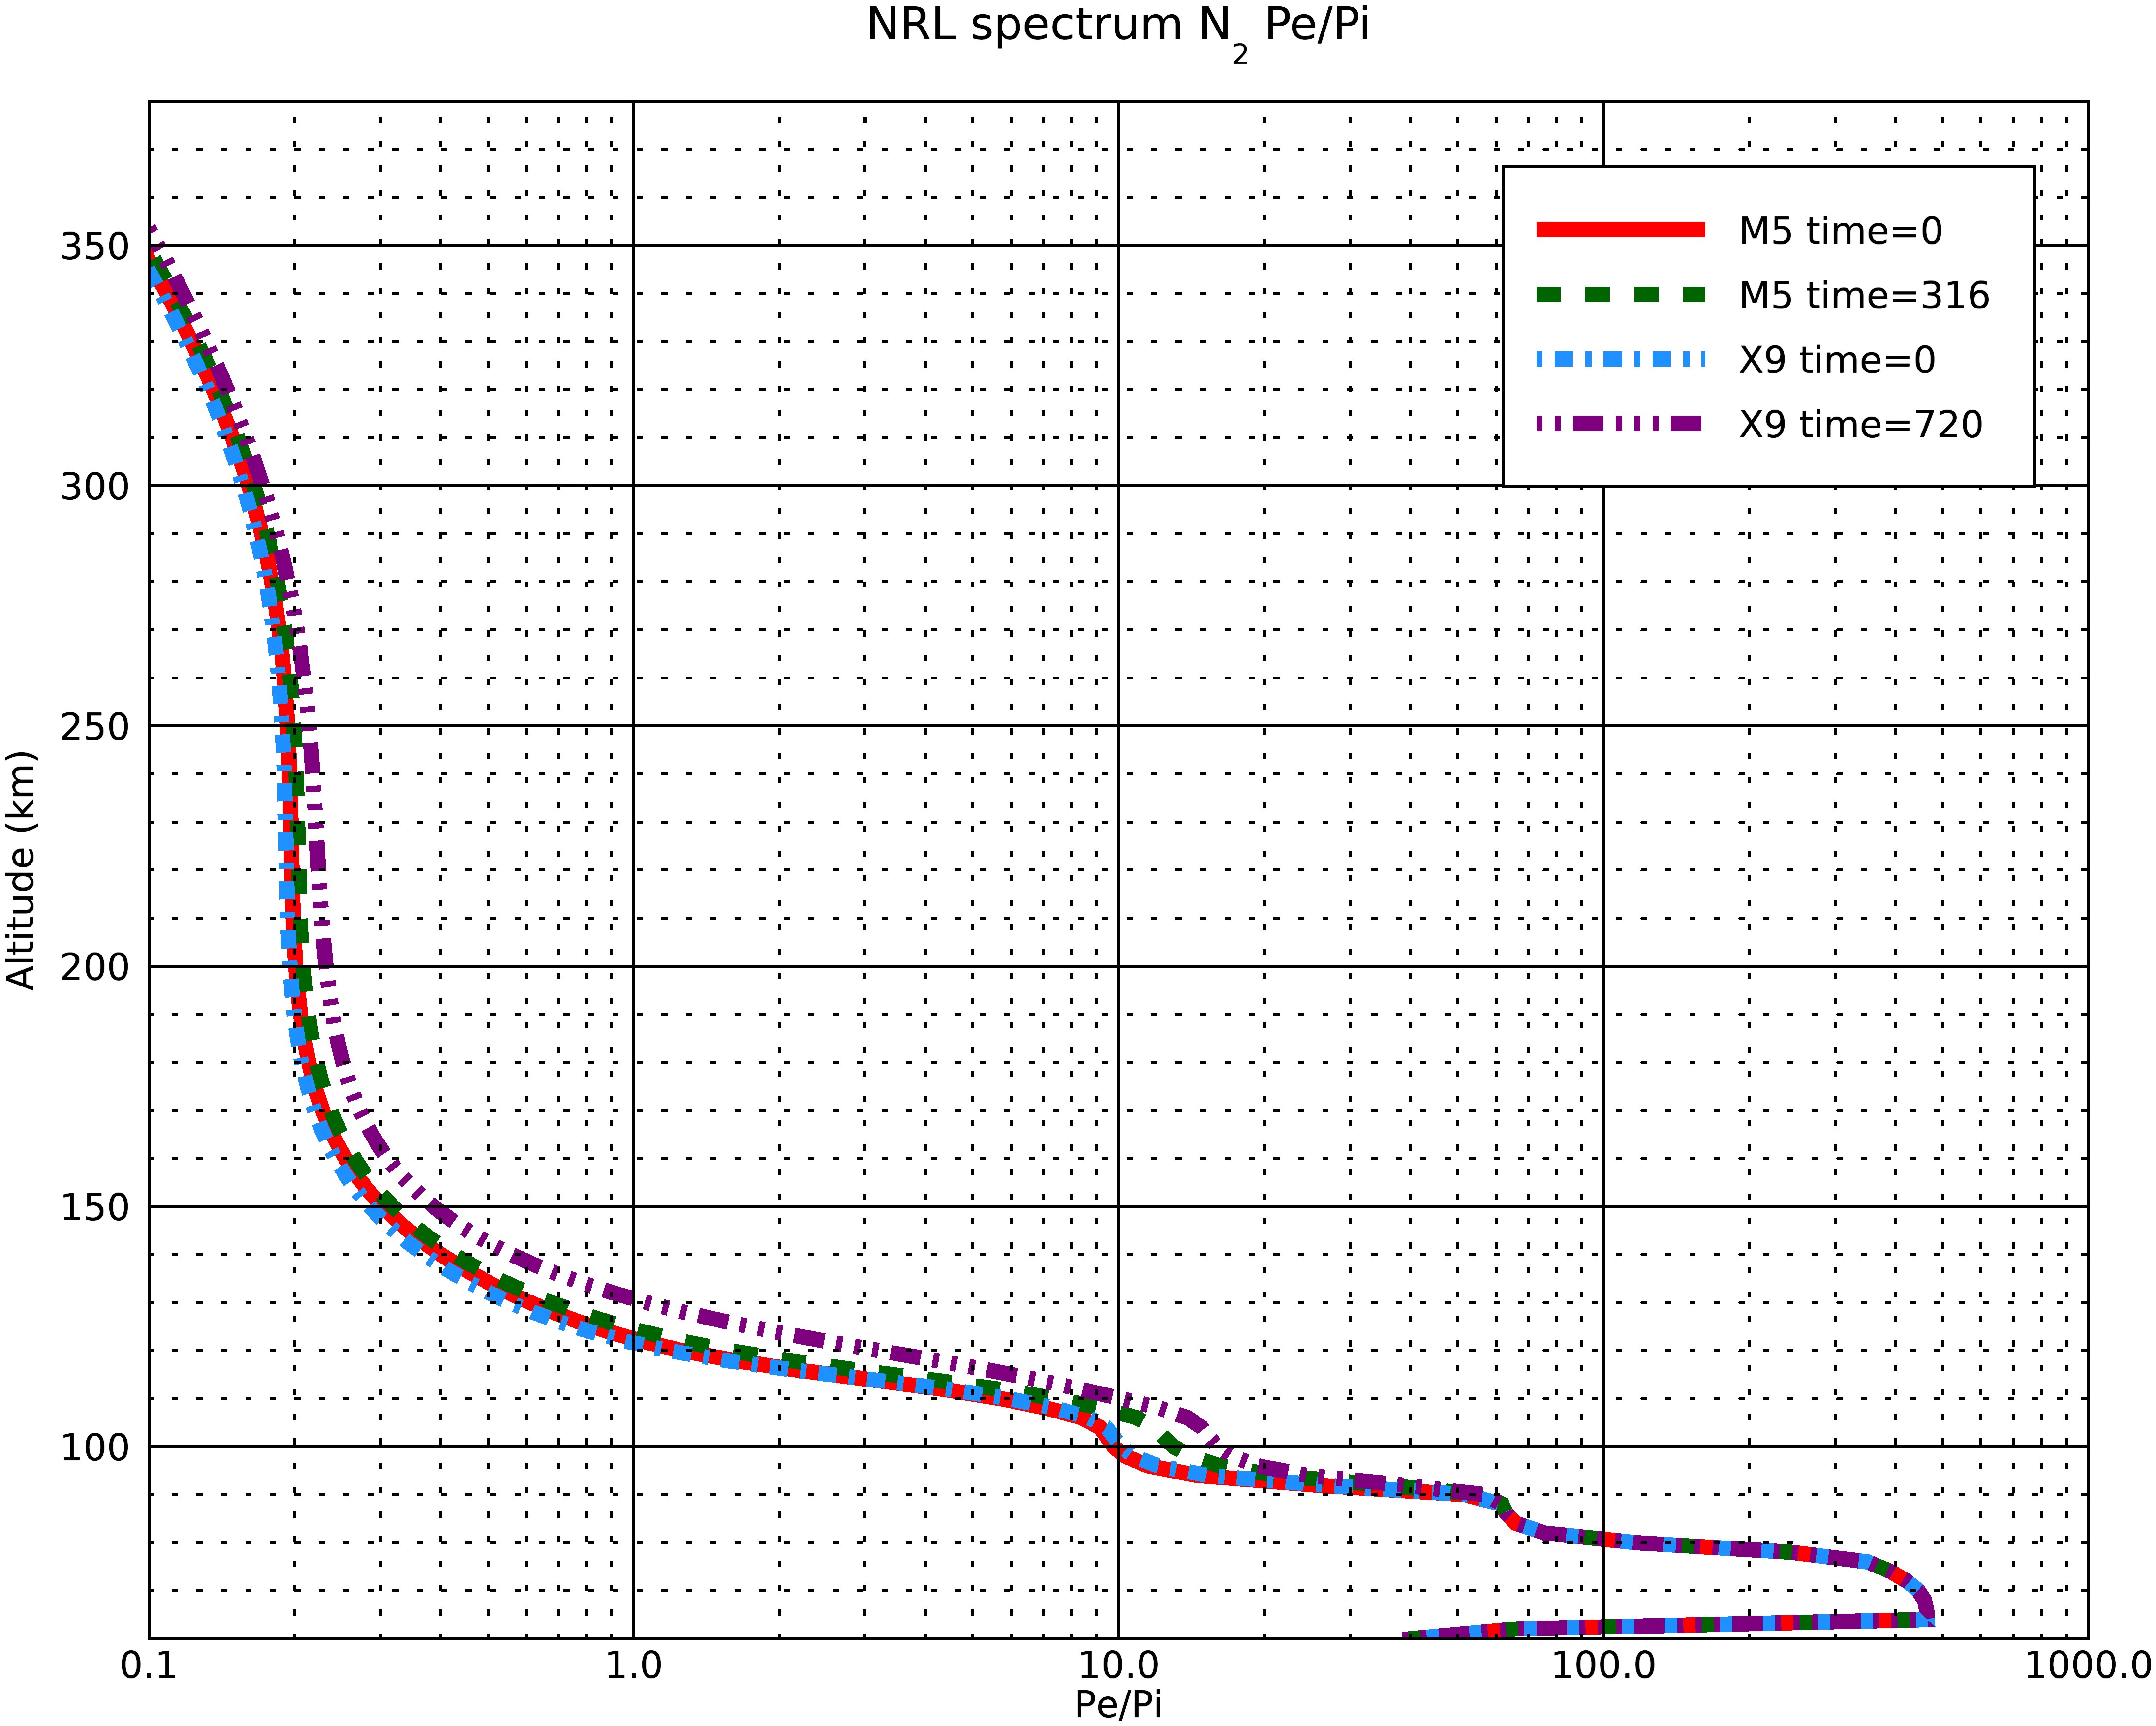 NRL spectrum N₂ Pe/Pi
M5 time=0
M5 time=316
X9 time=0
X9 time=720
Altitude (km)
350
300
250
200
150
100
0.1 1.0 10.0 100.0 1000.0
Pe/Pi